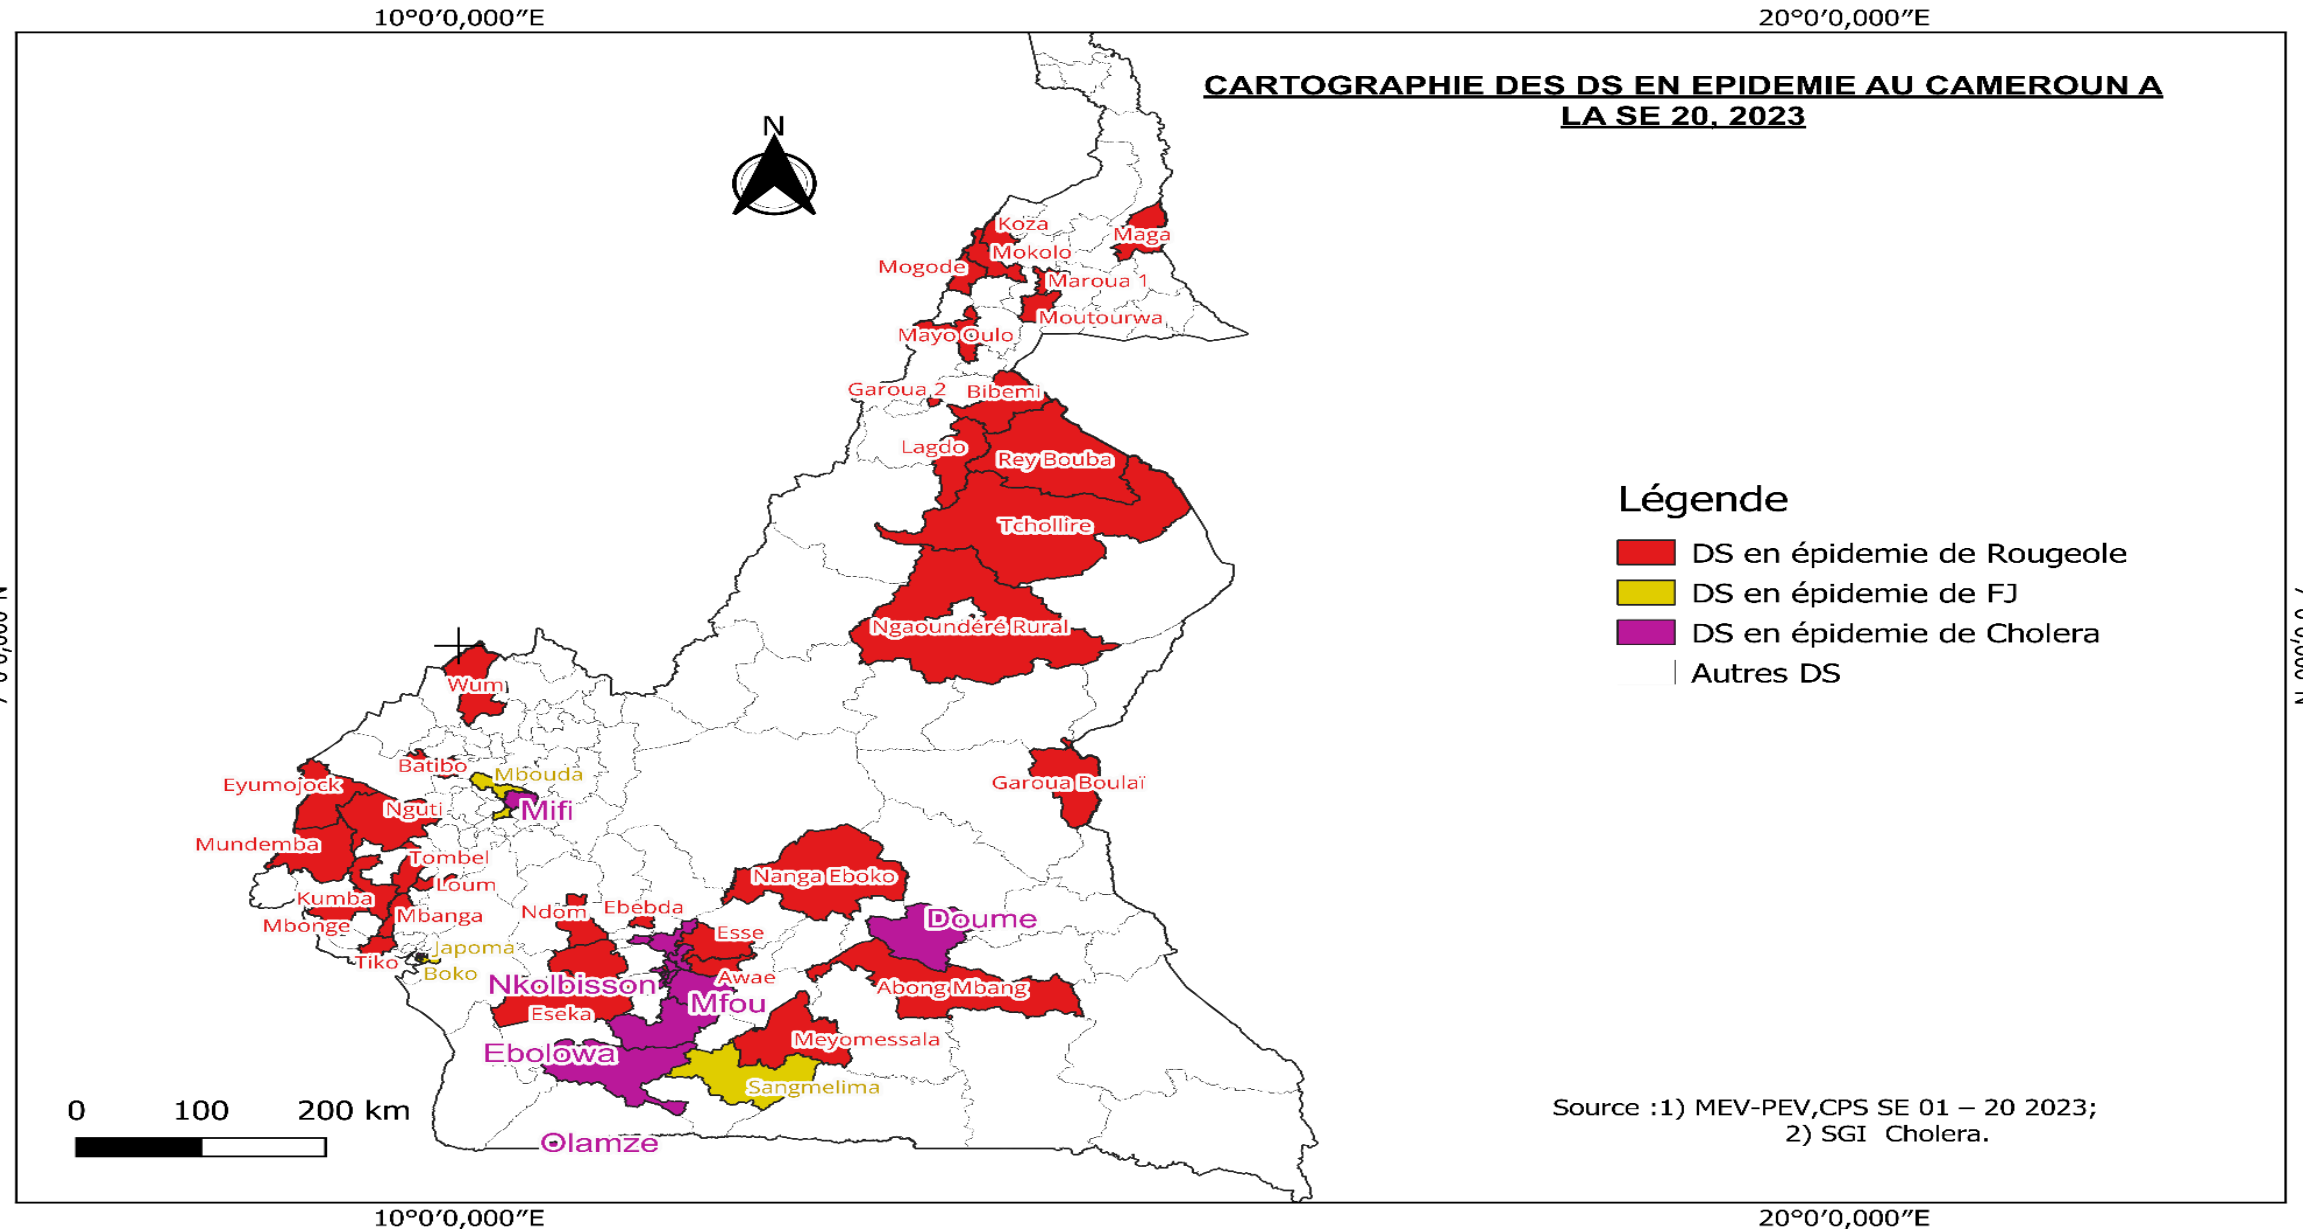 10°0′0,000″E
20°0′0,000″E
CARTOGRAPHIE DES DS EN EPIDEMIE AU CAMEROUN A
LA SE 20, 2023
N
Koza
Maga
Mokolo
Mogode
Maroua 1
Moutourwa
Mayo Oulo
Garoua 2
Bibemi
Lagdo
Rey Bouba
Tchollire
Ngaoundéré Rural
Wum
Batibo
Mbouda
Eyumojock
Garoua Boulaï
Nguti
Mifi
Mundemba
Tombel
Nanga Eboko
Loum
Kumba
Ndom
Ebebda
Mbanga
Doume
Mbonge
Esse
Japoma
Tiko
Boko
Awae
Nkolbisson
Abong Mbang
Mfou
Eseka
Meyomessala
Ebolowa
Sangmelima
Olamze
Légende
DS en épidemie de Rougeole
DS en épidemie de FJ
DS en épidemie de Cholera
Autres DS
0 100 200 km
Source :1) MEV-PEV,CPS SE 01 – 20 2023;
2) SGI Cholera.
10°0′0,000″E
20°0′0,000″E